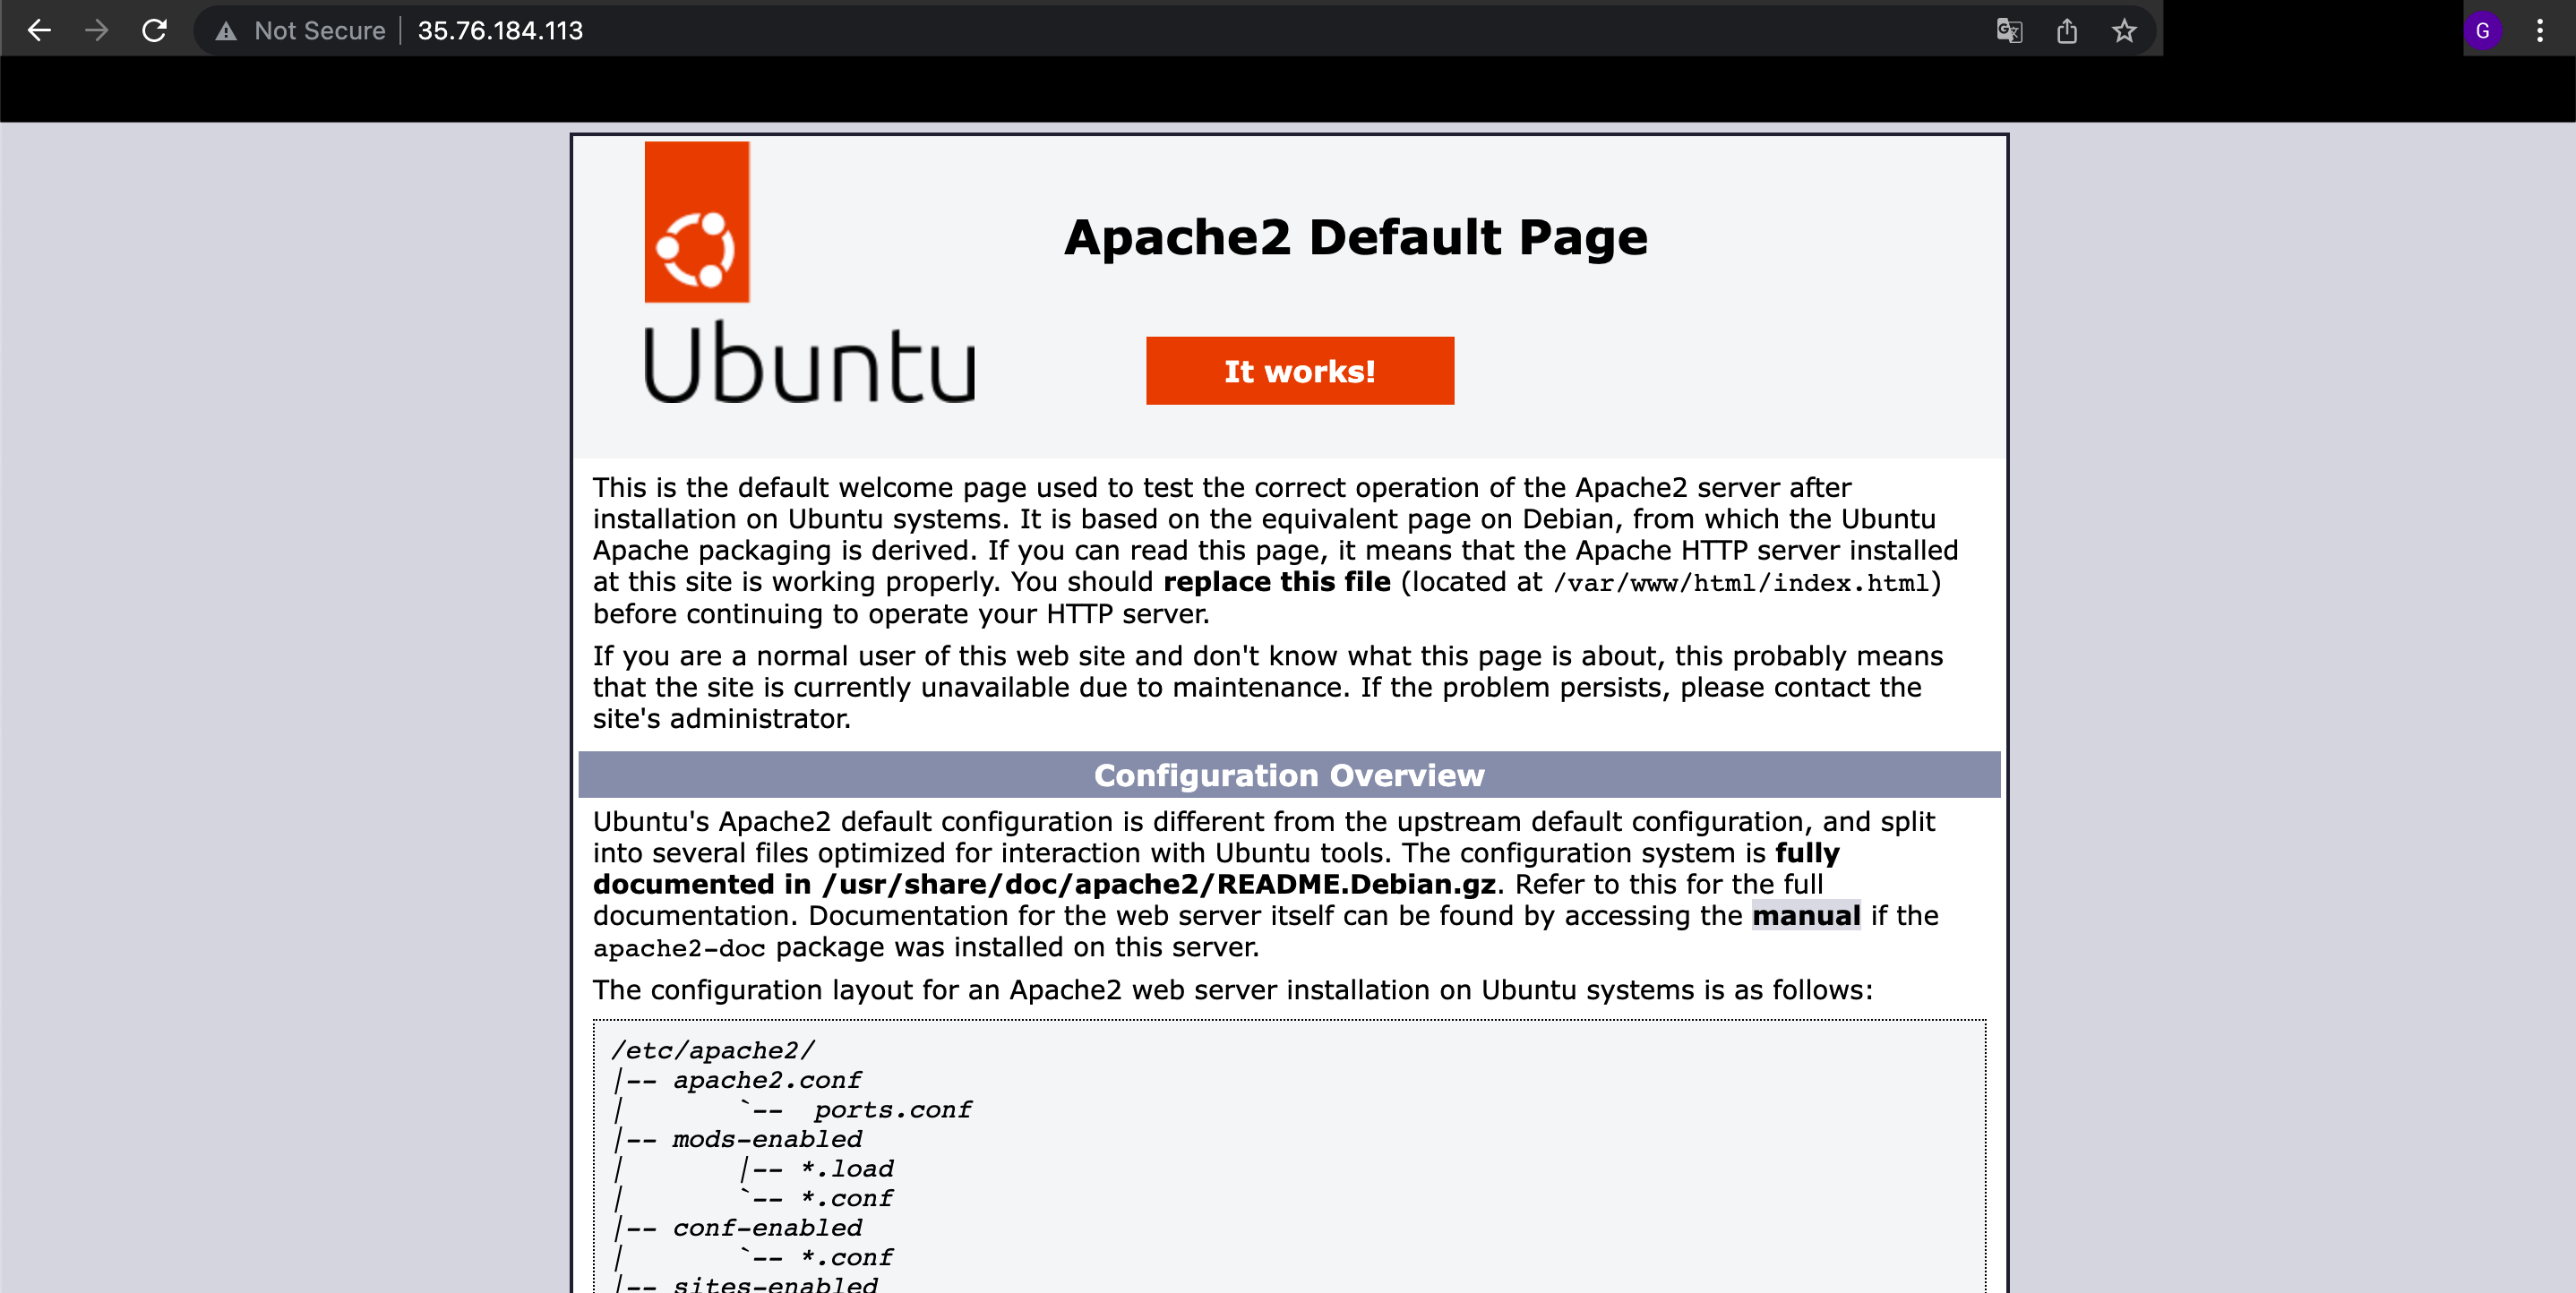 Not Secure | 35.76.184.113
G
Apache2 Default Page
Ubuntu
It works!
This is the default welcome page used to test the correct operation of the Apache2 server after
installation on Ubuntu systems. It is based on the equivalent page on Debian, from which the Ubuntu
Apache packaging is derived. If you can read this page, it means that the Apache HTTP server installed
at this site is working properly. You should replace this file (located at /var/www/html/index.html)
before continuing to operate your HTTP server.
If you are a normal user of this web site and don't know what this page is about, this probably means
that the site is currently unavailable due to maintenance. If the problem persists, please contact the
site's administrator.
Configuration Overview
Ubuntu's Apache2 default configuration is different from the upstream default configuration, and split
into several files optimized for interaction with Ubuntu tools. The configuration system is fully
documented in /usr/share/doc/apache2/README.Debian.gz. Refer to this for the full
documentation. Documentation for the web server itself can be found by accessing the manual if the
apache2-doc package was installed on this server.
The configuration layout for an Apache2 web server installation on Ubuntu systems is as follows:
/etc/apache2/
|-- apache2.conf
|       `--  ports.conf
|-- mods-enabled
|       |-- *.load
|       `-- *.conf
|-- conf-enabled
|       `-- *.conf
|-- sites-enabled